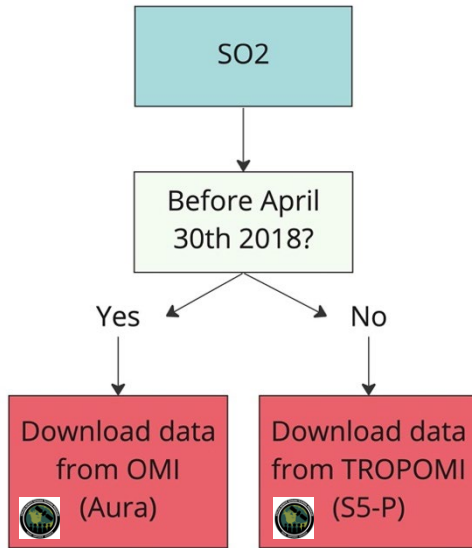 SO2
Before April
30th 2018?
Yes
No
Download data
from OMI
(Aura)
Download data
from TROPOMI
(S5-P)